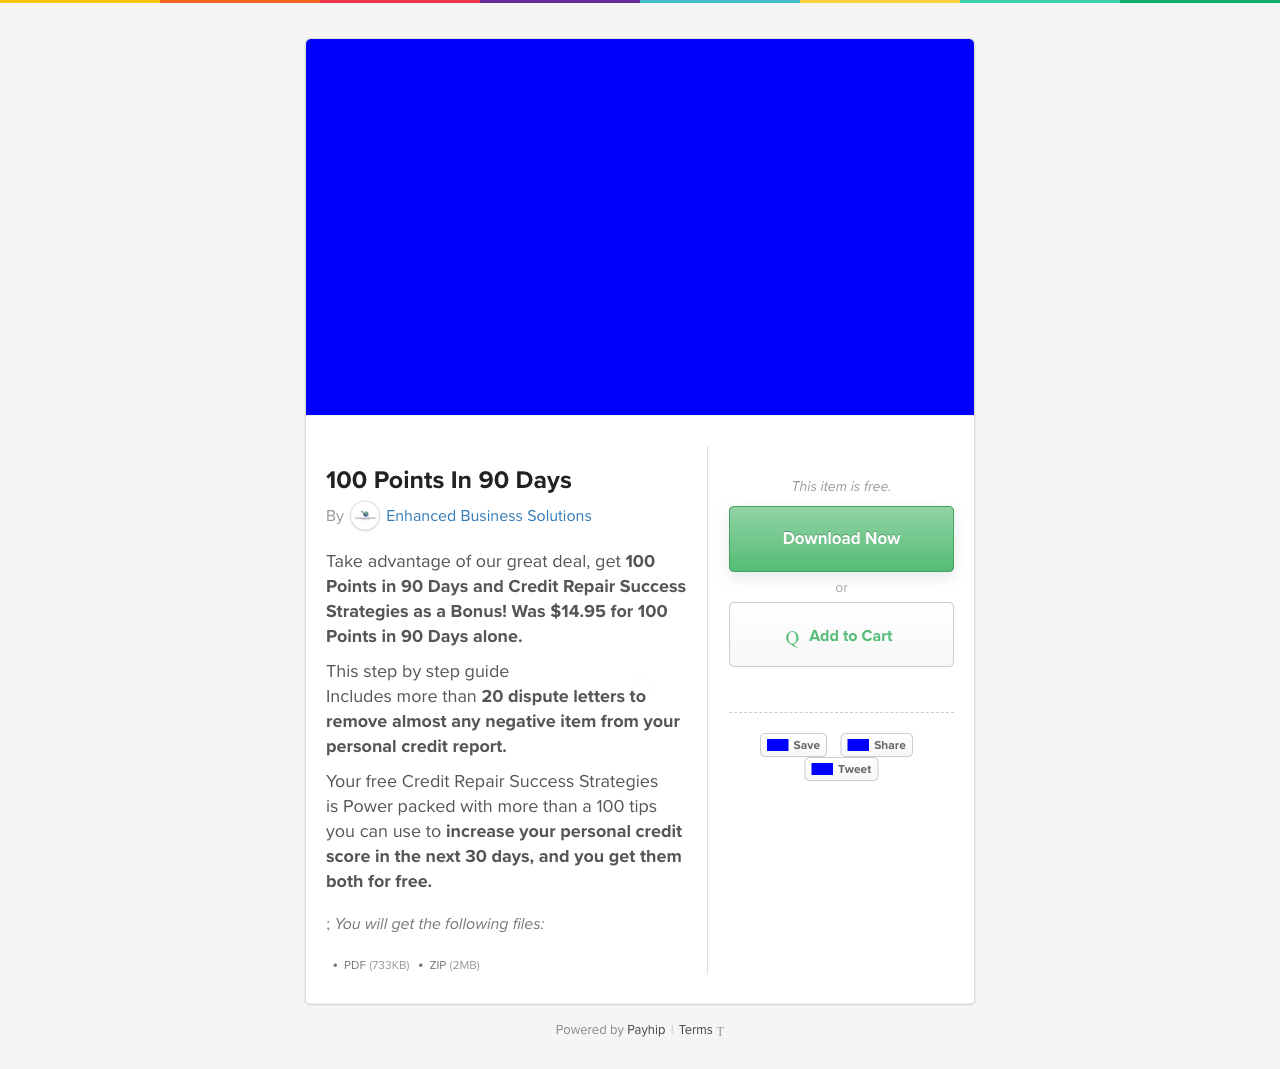 100 Points In 90 Days
By Enhanced Business Solutions
Take advantage of our great deal, get 100
Points in 90 Days and Credit Repair Success
Strategies as a Bonus! Was $14.95 for 100
Points in 90 Days alone.
This step by step guide
Includes more than 20 dispute letters to
remove almost any negative item from your
personal credit report.
Your free Credit Repair Success Strategies
is Power packed with more than a 100 tips
you can use to increase your personal credit
score in the next 30 days, and you get them
both for free.
; You will get the following files:
• PDF (733KB) • ZIP (2MB)
This item is free.
Download Now
or
Q Add to Cart
Save Share
Tweet
Powered by Payhip | Terms T